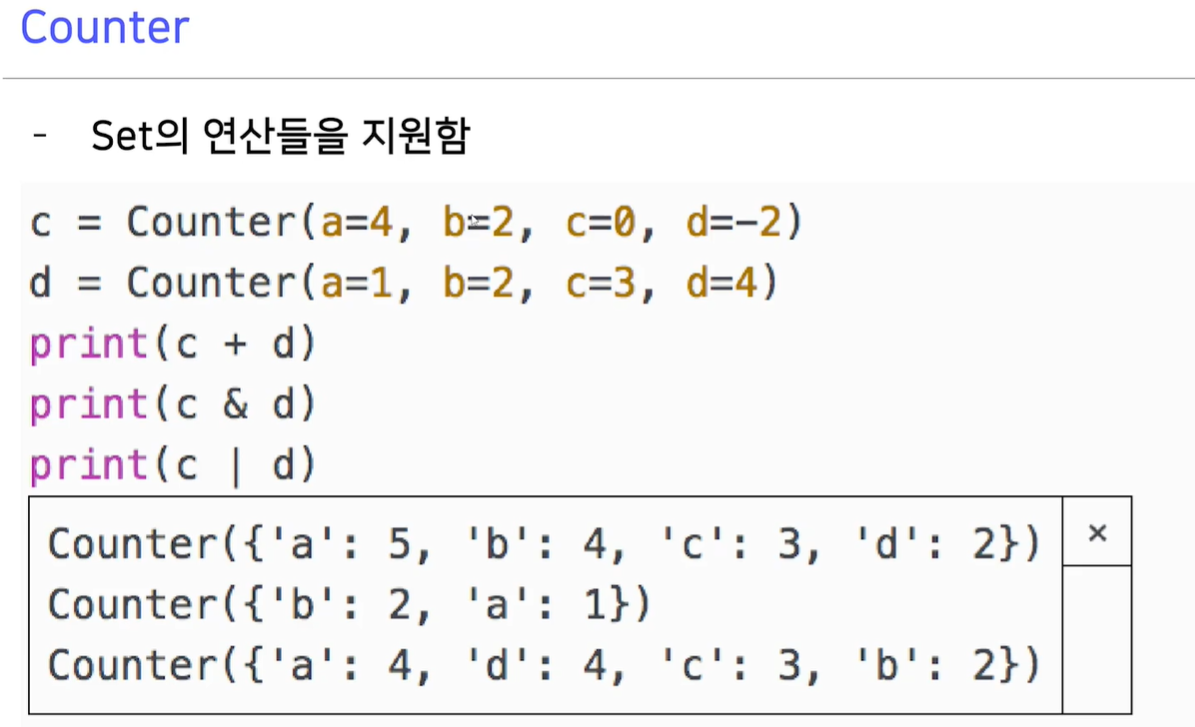 Counter
- Set의 연산들을 지원함
c = Counter(a=4, b=2, c=0, d=-2)
d = Counter(a=1, b=2, c=3, d=4)
print(c + d)
print(c & d)
print(c | d)
Counter({'a': 5, 'b': 4, 'c': 3, 'd': 2})
Counter({'b': 2, 'a': 1})
Counter({'a': 4, 'd': 4, 'c': 3, 'b': 2})
×